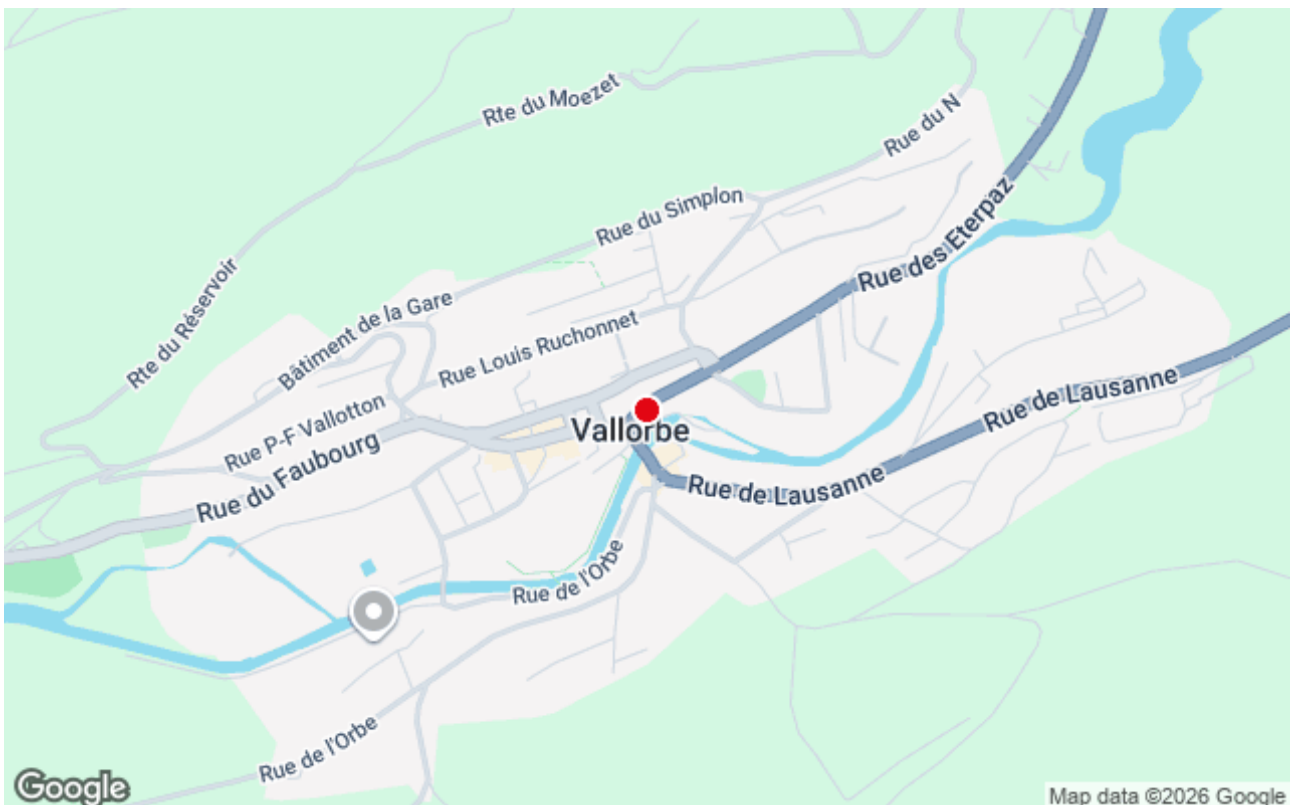 Rte du Moezet
Rue du N
Rue du Simplon
Rue des Eterpaz
Rte du Réservoir
Bâtiment de la Gare
Rue Louis Ruchonnet
Rue P-F Vallotton
Rue du Faubourg
Vallorbe
Rue de Lausanne
Rue de Lausanne
Rue de l'Orbe
Rue de l'Orbe
Google
Map data ©2026 Google